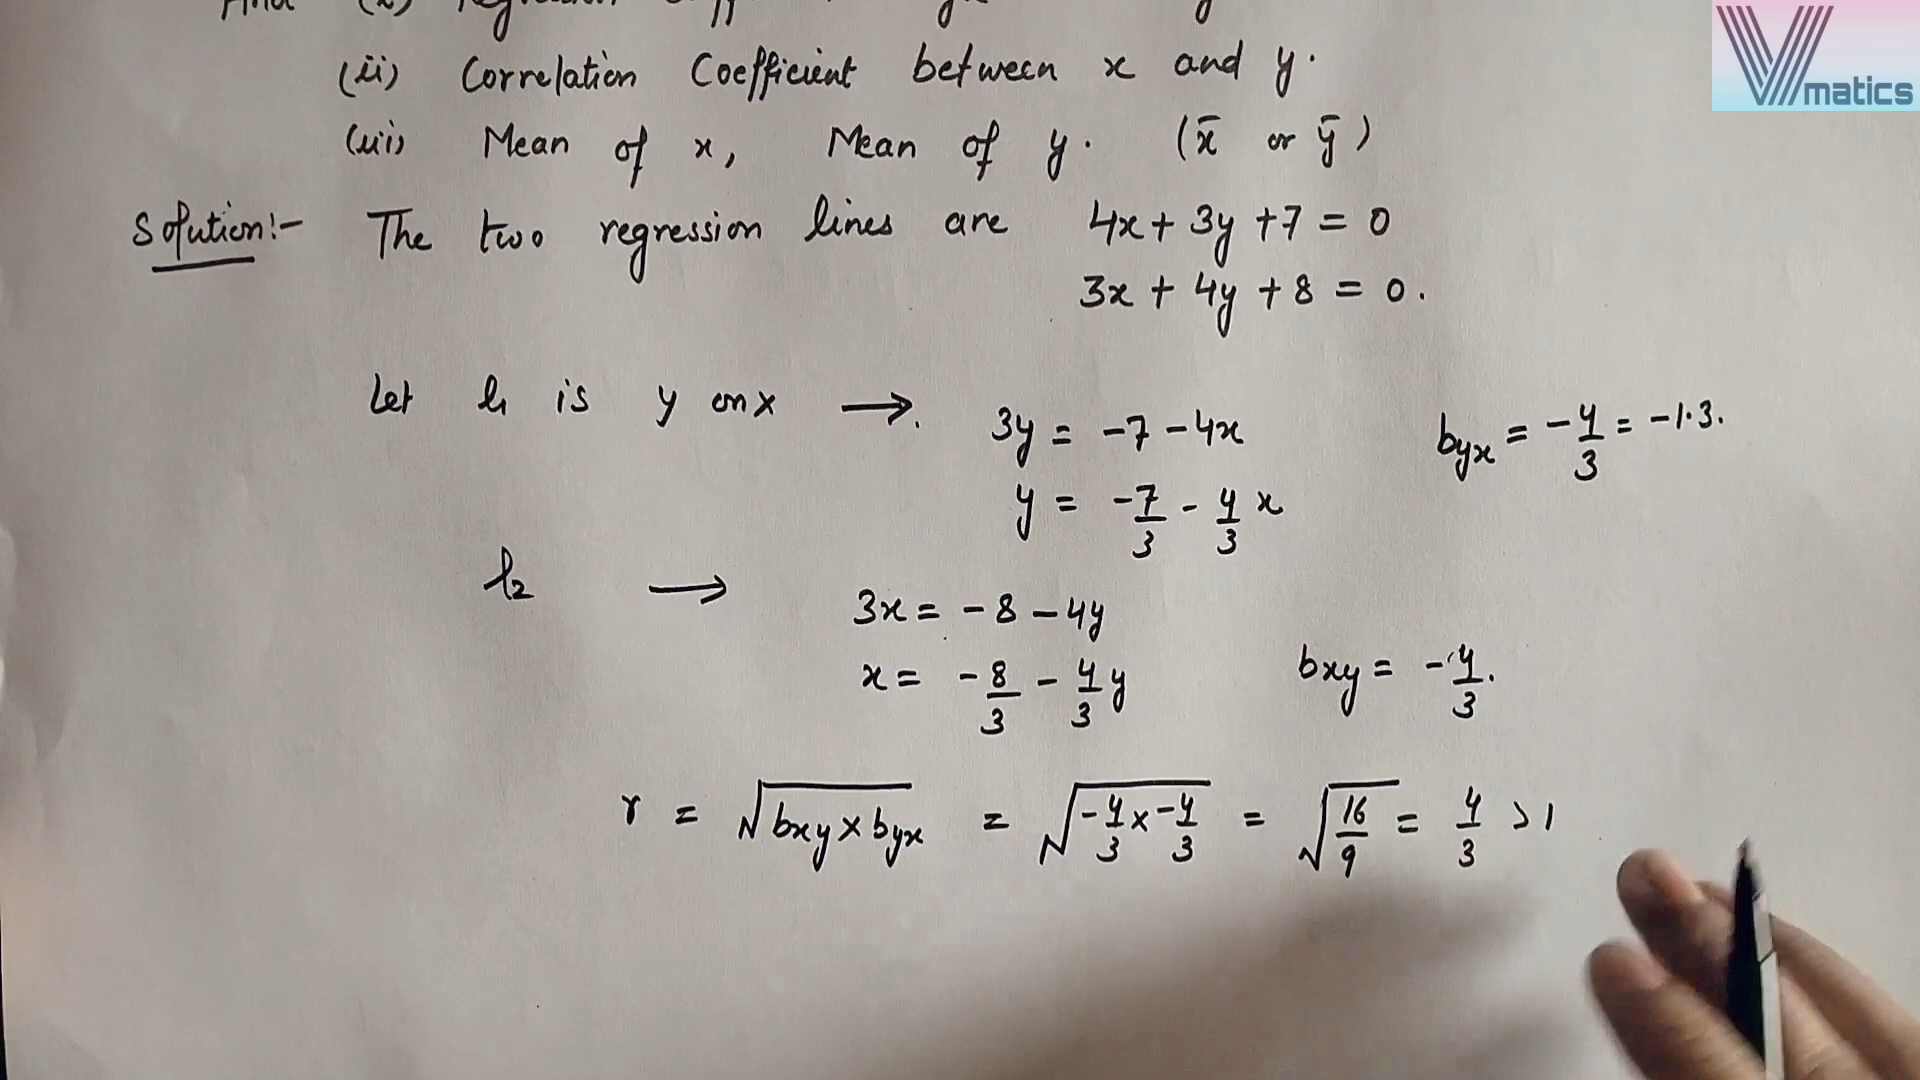 (ii) Correlation Coefficient between x and y.
(iii) Mean of x, Mean of y. (x̄ or ȳ)
Solution:- The two regression lines are 4x + 3y + 7 = 0
3x + 4y + 8 = 0.
Let l1 is y on x → 3y = -7 - 4x
byx = -4/3 = -1.3.
y = -7/3 - 4/3 x
l2 → 3x = -8 - 4y
x = -8/3 - 4/3 y
bxy = -4/3.
r = √bxy × byx = √-4/3 × -4/3 = √16/9 = 4/3 > 1
Vmatics